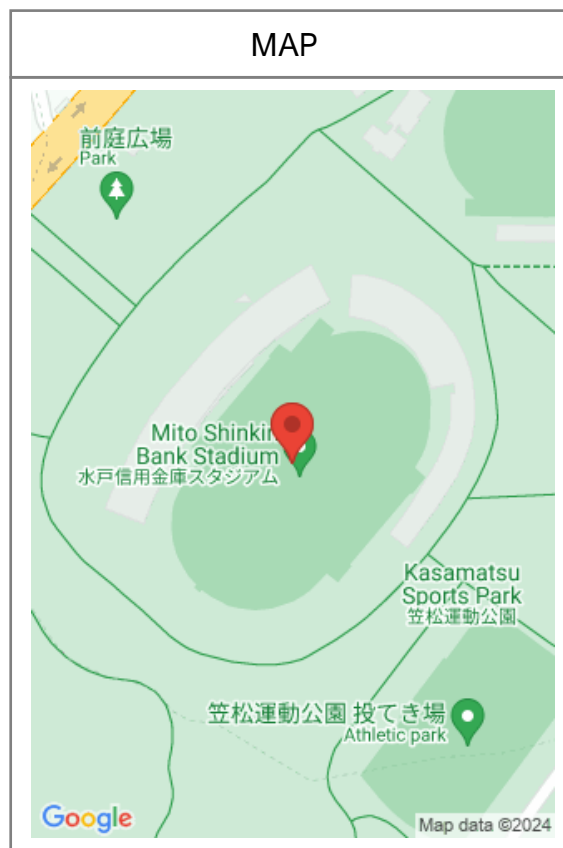 MAP
前庭広場
Park
Mito Shinkin
Bank Stadium
水戸信用金庫スタジアム
Kasamatsu
Sports Park
笠松運動公園
笠松運動公園 投てき場
Athletic park
Google
Map data ©2024